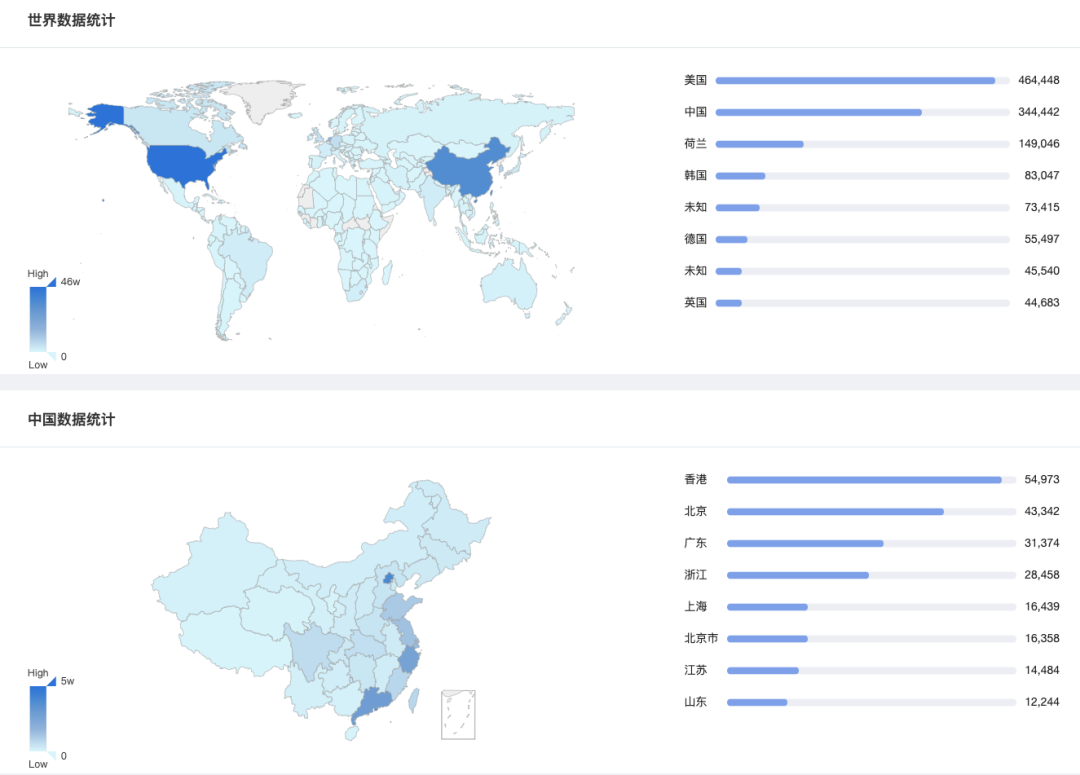 世界数据统计
美国 464,448
中国 344,442
荷兰 149,046
韩国 83,047
未知 73,415
德国 55,497
未知 45,540
英国 44,683
High
46w
0
Low
中国数据统计
香港 54,973
北京 43,342
广东 31,374
浙江 28,458
上海 16,439
北京市 16,358
江苏 14,484
山东 12,244
High
5w
0
Low